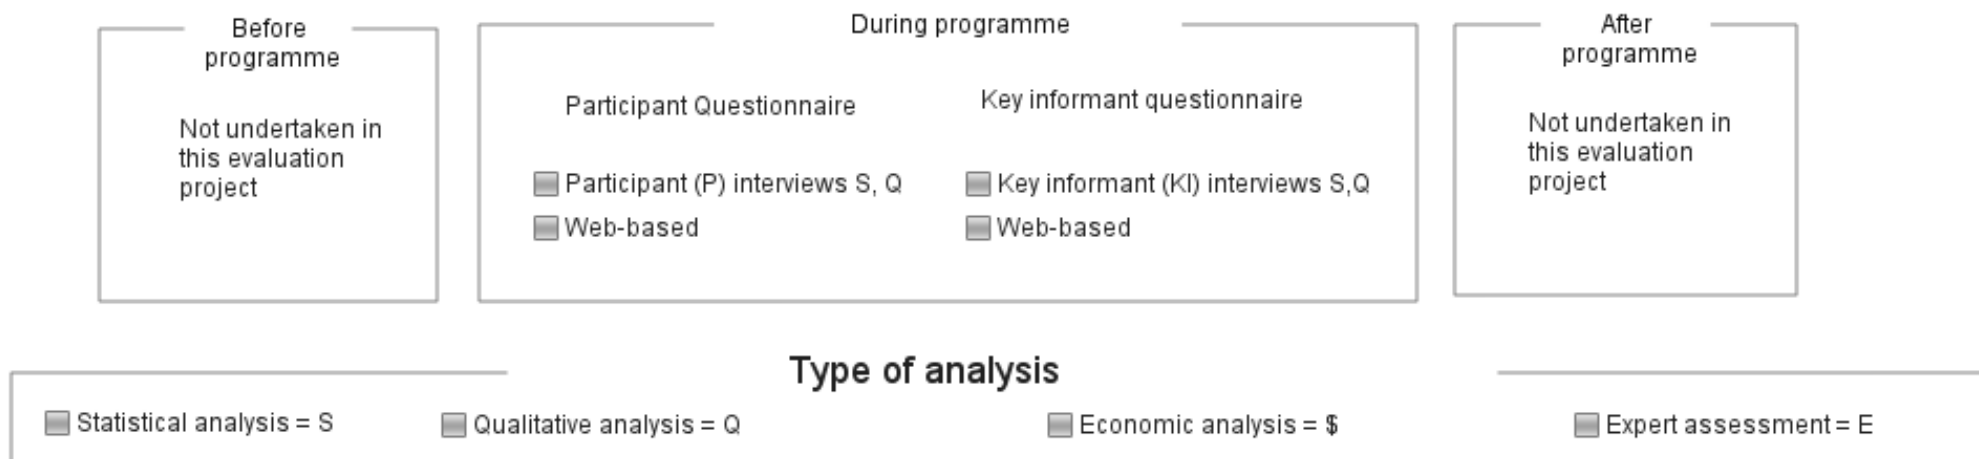 Before
programme
Not undertaken in
this evaluation
project
During programme
Participant Questionnaire
Participant (P) interviews S, Q
Web-based
Key informant questionnaire
Key informant (KI) interviews S,Q
Web-based
After
programme
Not undertaken in
this evaluation
project
Type of analysis
Statistical analysis = S
Qualitative analysis = Q
Economic analysis = $
Expert assessment = E